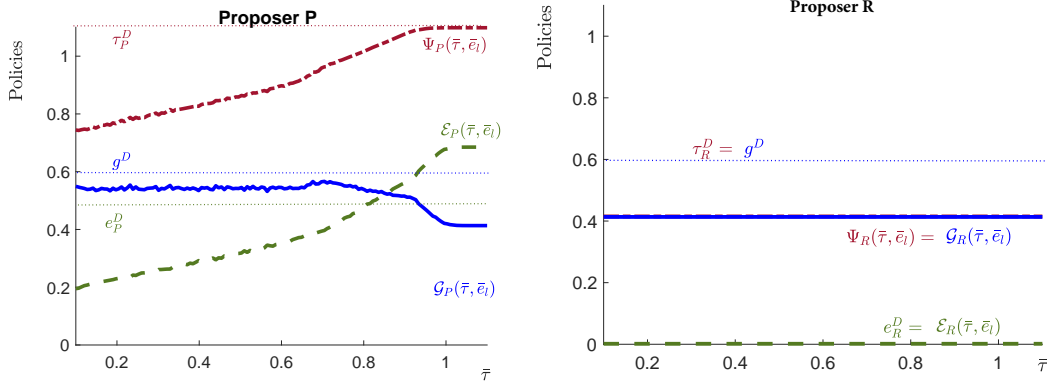 Proposer P
Policies
τ_P^D
Ψ_P(τ̄, ē_l)
ℰ_P(τ̄, ē_l)
g^D
e_P^D
𝒢_P(τ̄, ē_l)
1
0.8
0.6
0.4
0.2
0
0.2 0.4 0.6 0.8 1 τ̄
Proposer R
Policies
τ_R^D = g^D
Ψ_R(τ̄, ē_l) = 𝒢_R(τ̄, ē_l)
e_R^D = ℰ_R(τ̄, ē_l)
1
0.8
0.6
0.4
0.2
0
0.2 0.4 0.6 0.8 1 τ̄